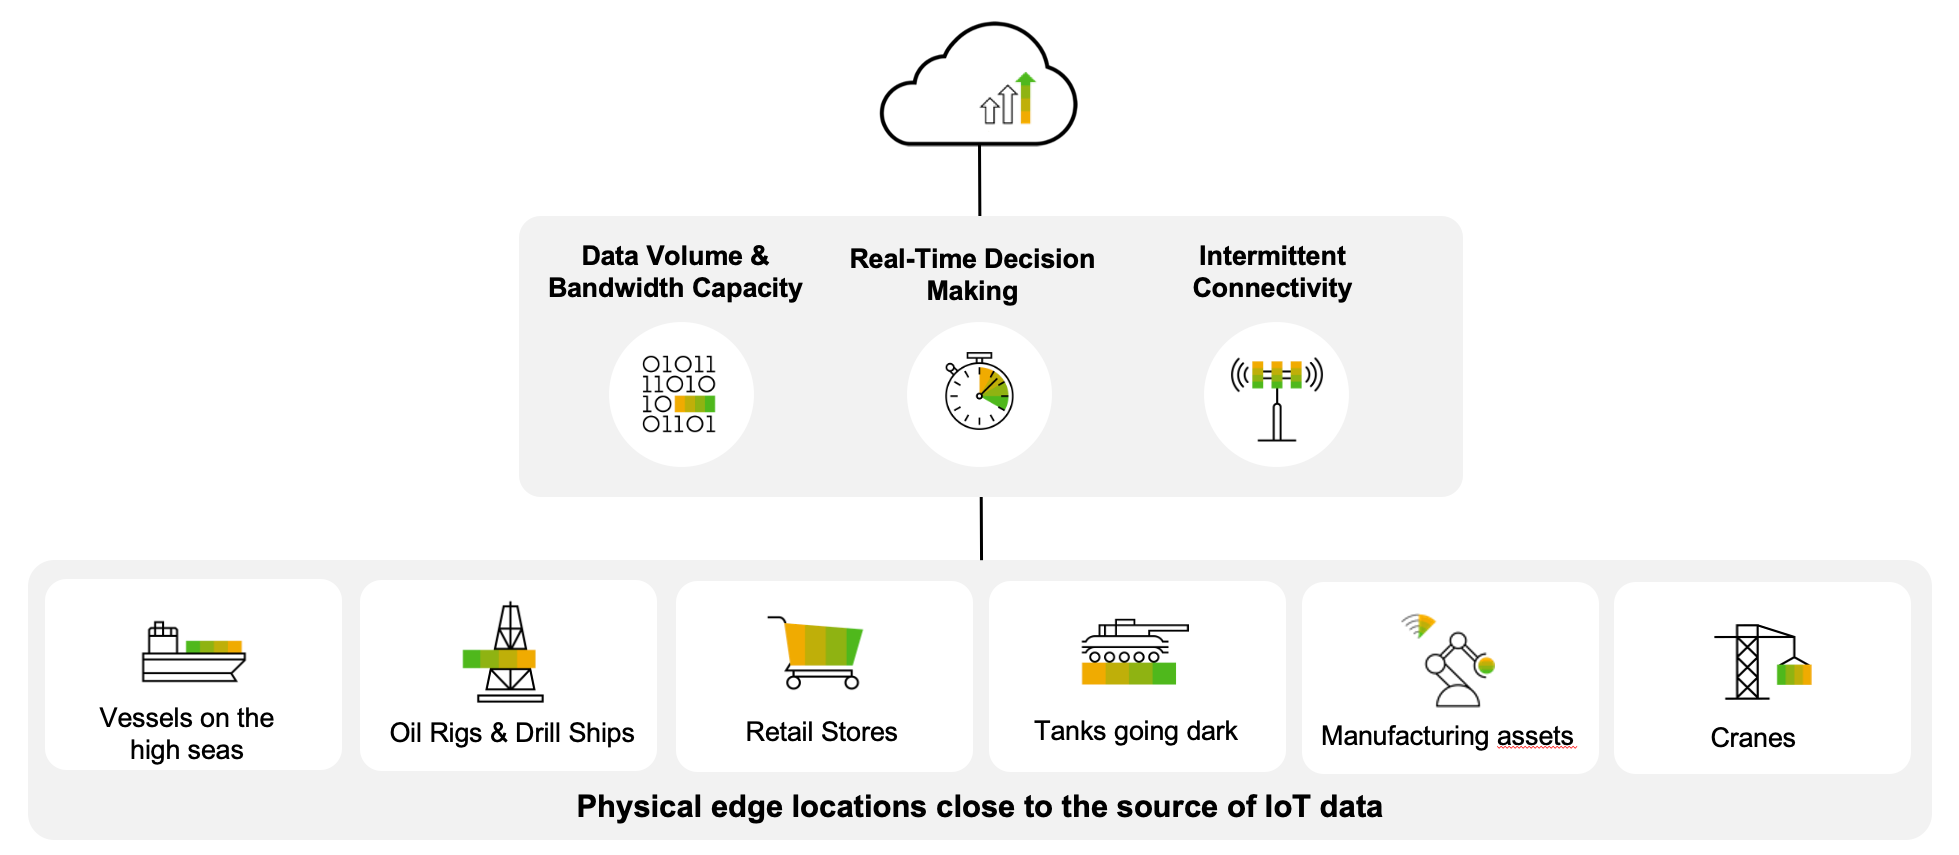 Data Volume &
Bandwidth Capacity
Real-Time Decision
Making
Intermittent
Connectivity
01011
11010
10
01101
Vessels on the
high seas
Oil Rigs & Drill Ships
Retail Stores
Tanks going dark
Manufacturing assets
Cranes
Physical edge locations close to the source of IoT data